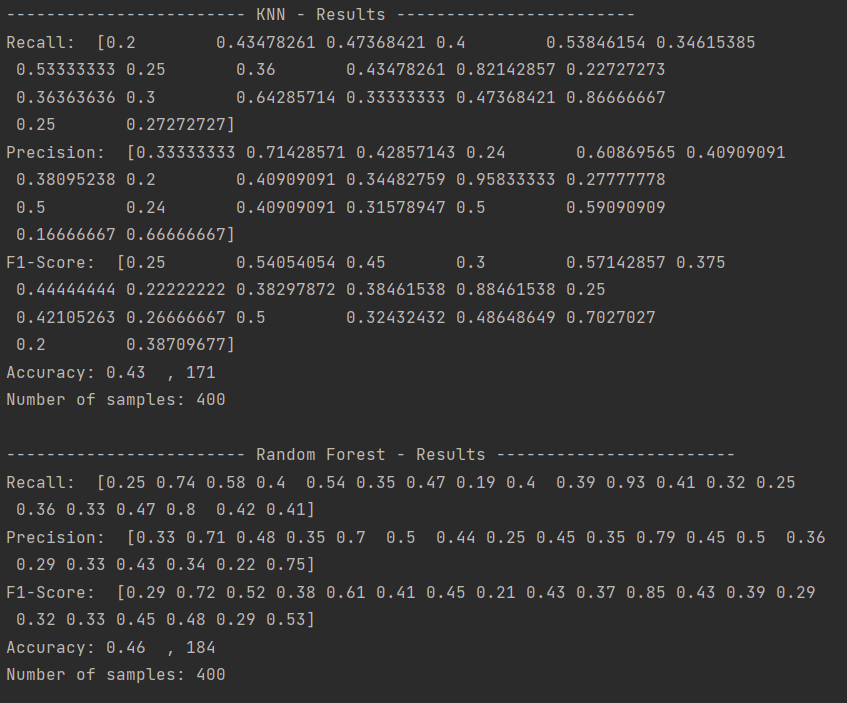 ------------------------ KNN - Results ------------------------
Recall:  [0.2        0.43478261 0.47368421 0.4        0.53846154 0.34615385
 0.53333333 0.25       0.36       0.43478261 0.82142857 0.22727273
 0.36363636 0.3        0.64285714 0.33333333 0.47368421 0.86666667
 0.25       0.27272727]
Precision:  [0.33333333 0.71428571 0.42857143 0.24       0.60869565 0.40909091
 0.38095238 0.2        0.40909091 0.34482759 0.95833333 0.27777778
 0.5        0.24       0.40909091 0.31578947 0.5        0.59090909
 0.16666667 0.66666667]
F1-Score:  [0.25       0.54054054 0.45       0.3        0.57142857 0.375
 0.44444444 0.22222222 0.38297872 0.38461538 0.88461538 0.25
 0.42105263 0.26666667 0.5        0.32432432 0.48648649 0.7027027
 0.2        0.38709677]
Accuracy: 0.43  , 171
Number of samples: 400
------------------------ Random Forest - Results ------------------------
Recall:  [0.25 0.74 0.58 0.4  0.54 0.35 0.47 0.19 0.4  0.39 0.93 0.41 0.32 0.25
 0.36 0.33 0.47 0.8  0.42 0.41]
Precision:  [0.33 0.71 0.48 0.35 0.7  0.5  0.44 0.25 0.45 0.35 0.79 0.45 0.5  0.36
 0.29 0.33 0.43 0.34 0.22 0.75]
F1-Score:  [0.29 0.72 0.52 0.38 0.61 0.41 0.45 0.21 0.43 0.37 0.85 0.43 0.39 0.29
 0.32 0.33 0.45 0.48 0.29 0.53]
Accuracy: 0.46  , 184
Number of samples: 400